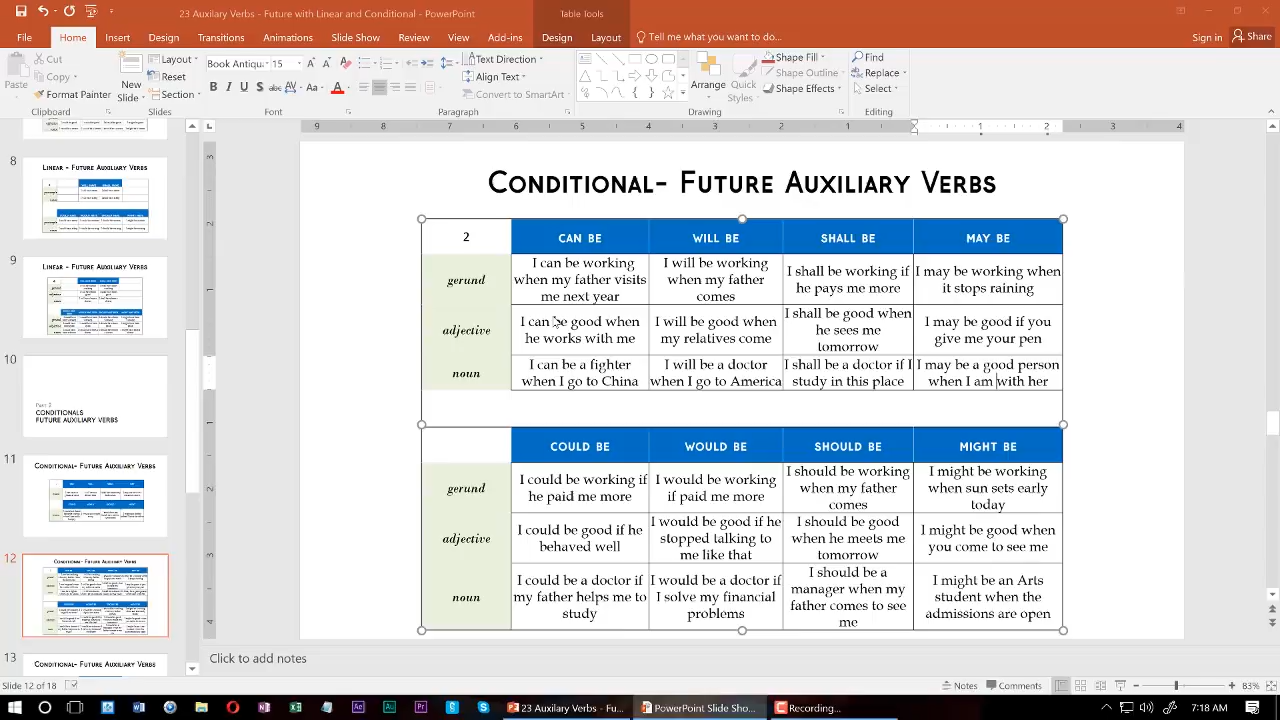 23 Auxilary Verbs - Future with Linear and Conditional - PowerPoint
Table Tools
File
Home
Insert
Design
Transitions
Animations
Slide Show
Review
View
Add-ins
Design
Layout
Tell me what you want to do...
Sign in
Share
Paste
Cut
Copy
Format Painter
Clipboard
New Slide
Layout
Reset
Section
Slides
Book Antiqu
15
Font
Text Direction
Align Text
Convert to SmartArt
Paragraph
Arrange
Quick Styles
Shape Fill
Shape Outline
Shape Effects
Drawing
Find
Replace
Select
Editing
8
Linear - Future Auxiliary Verbs
9
Linear - Future Auxiliary Verbs
10
Part 2
CONDITIONALS
FUTURE AUXILIARY VERBS
11
Conditional- Future Auxiliary Verbs
12
Conditional- Future Auxiliary Verbs
13
Conditional- Future Auxiliary Verbs
Conditional- Future Auxiliary Verbs
2
CAN BE
WILL BE
SHALL BE
MAY BE
gerund
I can be working
when my father visits
me next year
I will be working
when my father
comes
I shall be working if
he pays me more
I may be working when
it stops raining
adjective
I can be good when
he works with me
I will be good when
my relatives come
I shall be good when
he sees me
tomorrow
I may be good if you
give me your pen
noun
I can be a fighter
when I go to China
I will be a doctor
when I go to America
I shall be a doctor if I
study in this place
I may be a good person
when I am with her
COULD BE
WOULD BE
SHOULD BE
MIGHT BE
gerund
I could be working if
he paid me more
I would be working
if paid me more
I should be working
when my father
comes
I might be working
when sun sets early
today
adjective
I could be good if he
behaved well
I would be good if he
stopped talking to
me like that
I should be good
when he meets me
tomorrow
I might be good when
you come to see me
noun
I could be a doctor if
my father helps me to
study
I would be a doctor if
I solve my financial
problems
I should be a
manager when my
father comes to see
me
I might be an Arts
student when the
admissions are open
Click to add notes
Slide 12 of 18
Notes
Comments
83%
23 Auxilary Verbs - Fu...
PowerPoint Slide Sho...
Recording...
7:18 AM